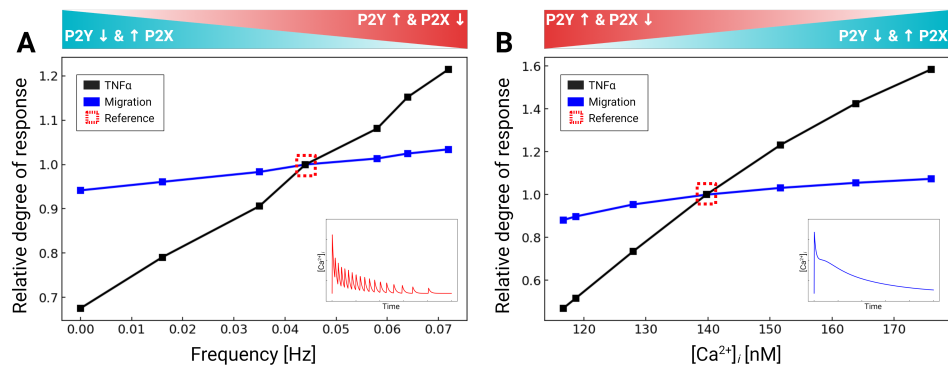 A
P2Y ↓ & ↑ P2X
P2Y ↑ & P2X ↓
Relative degree of response
1.2
1.1
1.0
0.9
0.8
0.7
TNFα
Migration
Reference
[Ca²⁺]ᵢ
Time
0.00
0.01
0.02
0.03
0.04
0.05
0.06
0.07
Frequency [Hz]
B
P2Y ↑ & P2X ↓
P2Y ↓ & ↑ P2X
Relative degree of response
1.6
1.4
1.2
1.0
0.8
0.6
TNFα
Migration
Reference
[Ca²⁺]ᵢ
Time
120
130
140
150
160
170
[Ca²⁺]ᵢ [nM]